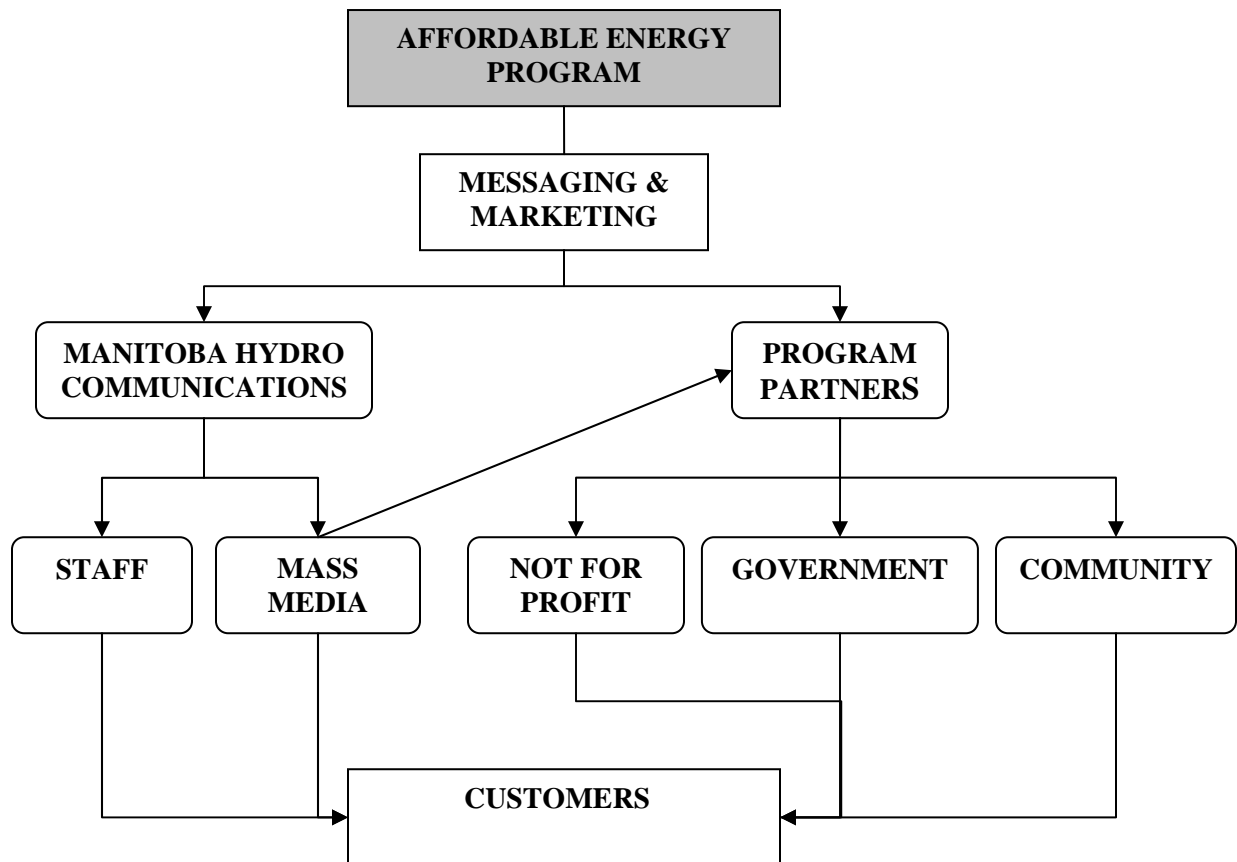 AFFORDABLE ENERGY
PROGRAM
MESSAGING &
MARKETING
MANITOBA HYDRO
COMMUNICATIONS
PROGRAM
PARTNERS
STAFF
MASS
MEDIA
NOT FOR
PROFIT
GOVERNMENT
COMMUNITY
CUSTOMERS